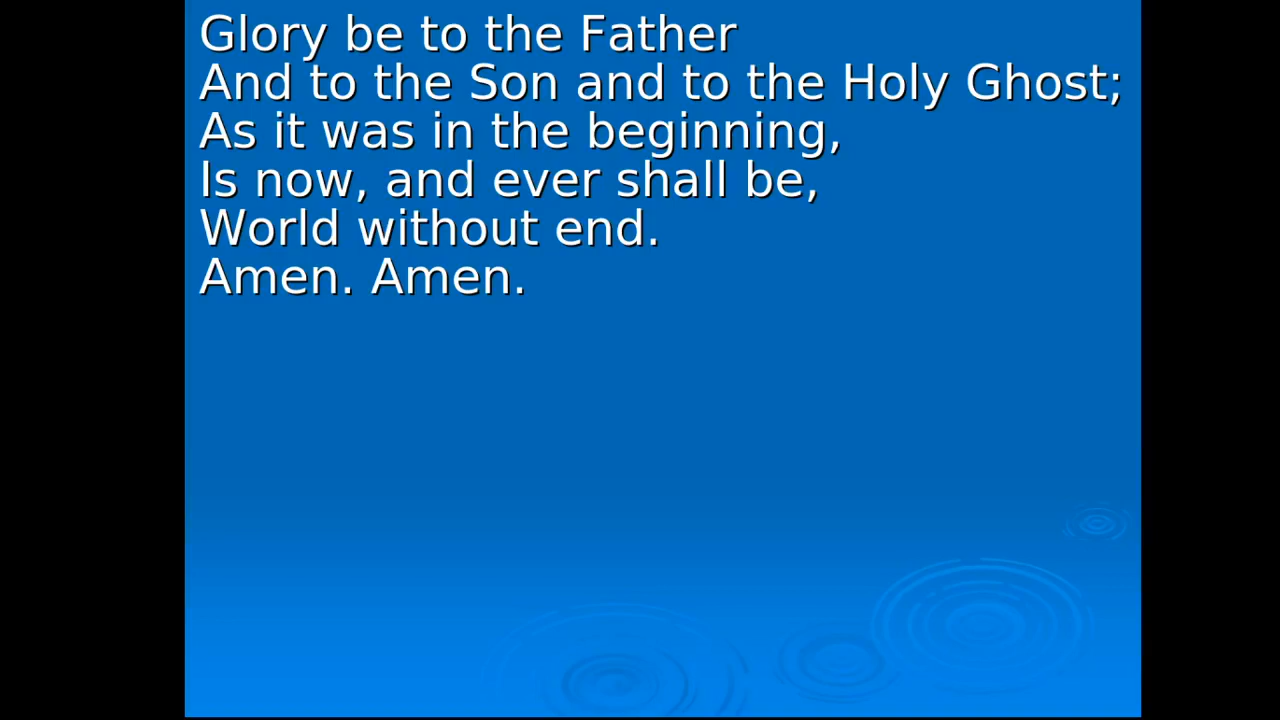 Glory be to the Father
And to the Son and to the Holy Ghost;
As it was in the beginning,
Is now, and ever shall be,
World without end.
Amen. Amen.